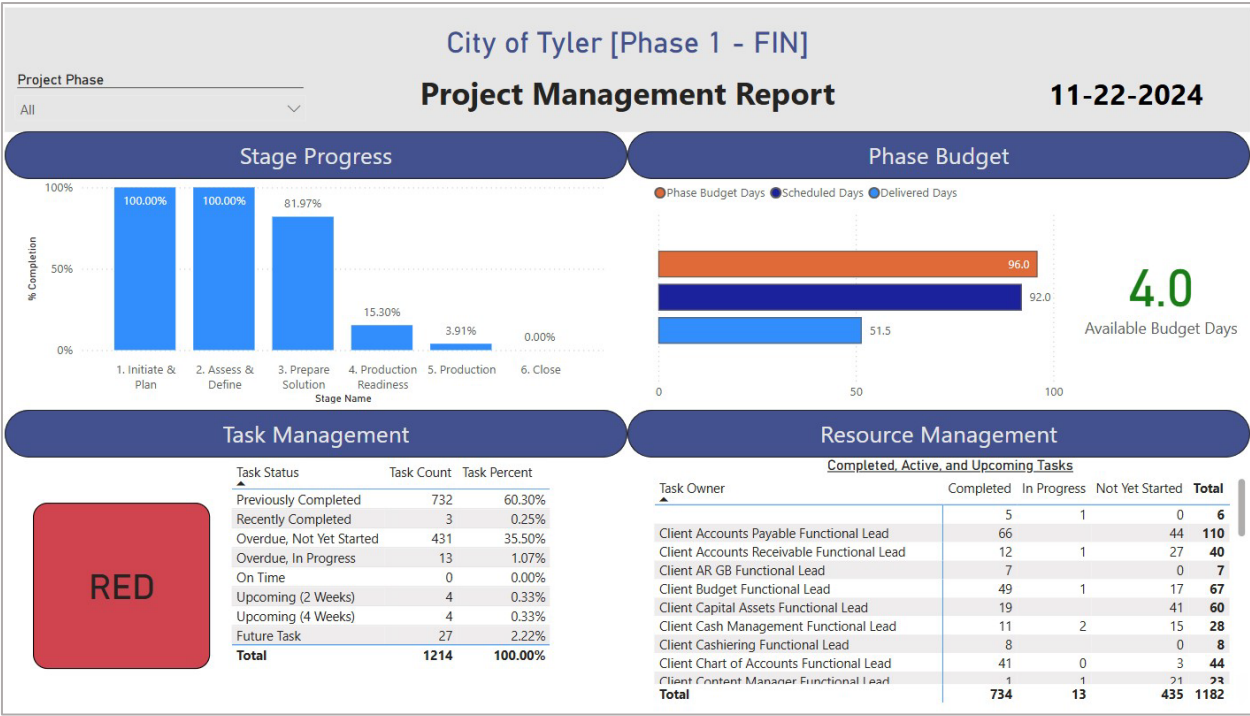 City of Tyler [Phase 1 - FIN]
Project Phase
All
Project Management Report
11-22-2024
Stage Progress
100%
50%
0%
% Completion
100.00%
100.00%
81.97%
15.30%
3.91%
0.00%
1. Initiate & Plan
2. Assess & Define
3. Prepare Solution
4. Production Readiness
5. Production
6. Close
Stage Name
Phase Budget
Phase Budget Days Scheduled Days Delivered Days
96.0
92.0
51.5
0 50 100
4.0
Available Budget Days
Task Management
RED
Task Status Task Count Task Percent
Previously Completed 732 60.30%
Recently Completed 3 0.25%
Overdue, Not Yet Started 431 35.50%
Overdue, In Progress 13 1.07%
On Time 0 0.00%
Upcoming (2 Weeks) 4 0.33%
Upcoming (4 Weeks) 4 0.33%
Future Task 27 2.22%
Total 1214 100.00%
Resource Management
Completed, Active, and Upcoming Tasks
Task Owner Completed In Progress Not Yet Started Total
5 1 0 6
Client Accounts Payable Functional Lead 66 44 110
Client Accounts Receivable Functional Lead 12 1 27 40
Client AR GB Functional Lead 7 0 7
Client Budget Functional Lead 49 1 17 67
Client Capital Assets Functional Lead 19 41 60
Client Cash Management Functional Lead 11 2 15 28
Client Cashiering Functional Lead 8 0 8
Client Chart of Accounts Functional Lead 41 0 3 44
Client Content Manager Functional Lead 1 1 21 23
Total 734 13 435 1182